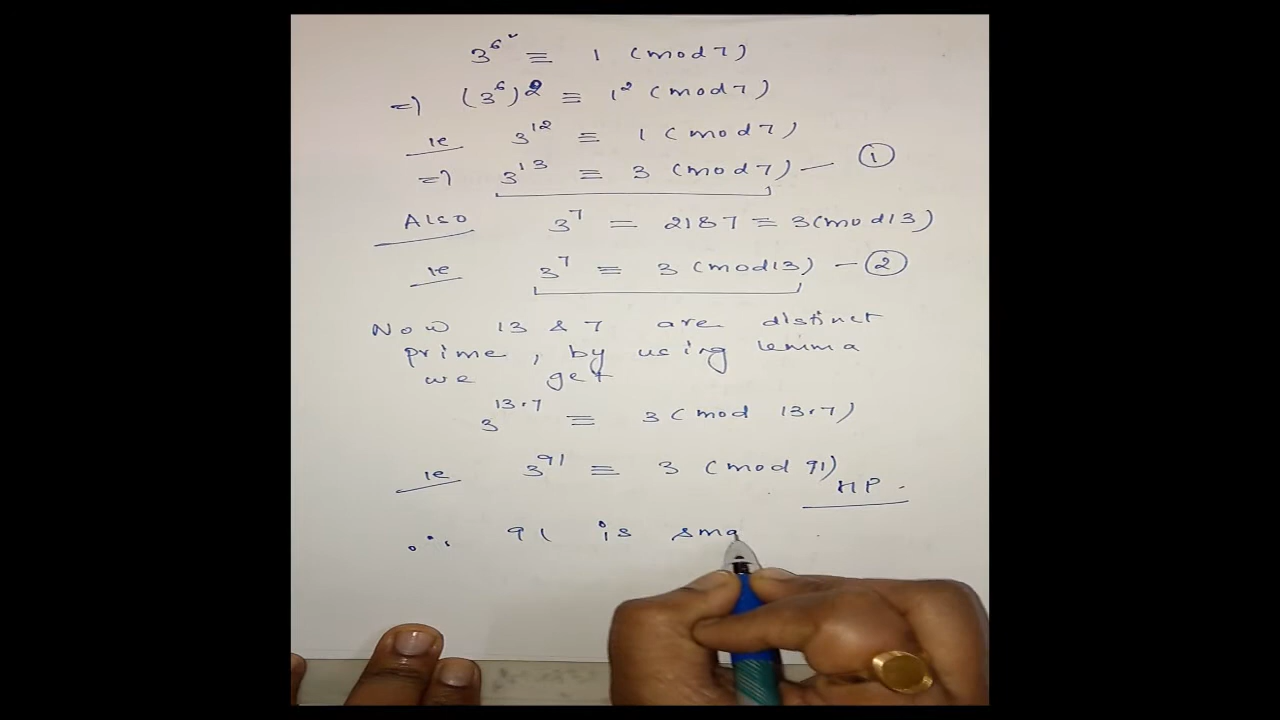 3^6 ≡ 1 (mod 7)
=) (3^6)2 ≡ 1^2 (mod 7)
ie 3^12 ≡ 1 (mod 7)
=) 3^13 ≡ 3 (mod 7) — ①
Also 3^7 = 2187 ≡ 3(mod 13)
ie 3^7 ≡ 3 (mod 13) — ②
Now 13 & 7 are distinct
prime, by using lemma
we get
3^13.7 ≡ 3 (mod 13.7)
ie 3^91 ≡ 3 (mod 91)
HP.
∴ 91 is sma